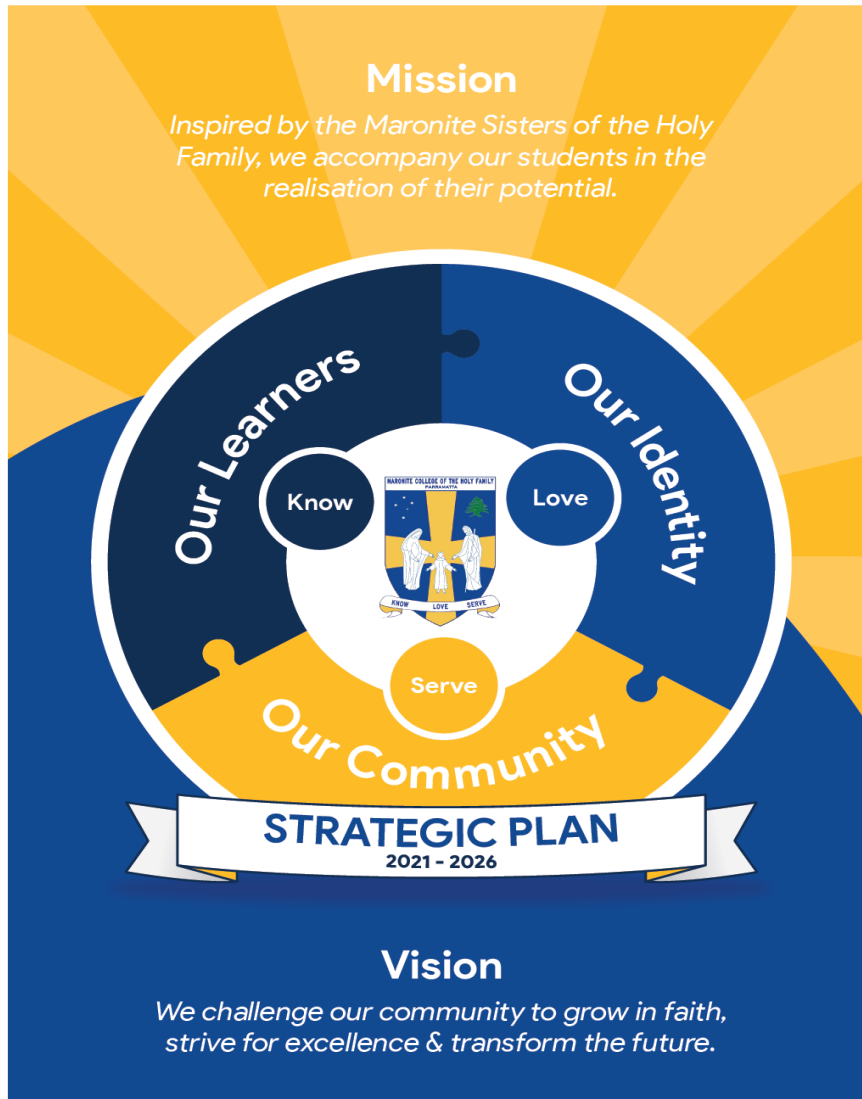 Mission
Inspired by the Maronite Sisters of the Holy
Family, we accompany our students in the
realisation of their potential.
Our Learners
Our Identity
Know
Love
MARONITE COLLEGE OF THE HOLY FAMILY
PARRAMATTA
KNOW LOVE SERVE
Serve
Our Community
STRATEGIC PLAN
2021 - 2026
Vision
We challenge our community to grow in faith,
strive for excellence & transform the future.